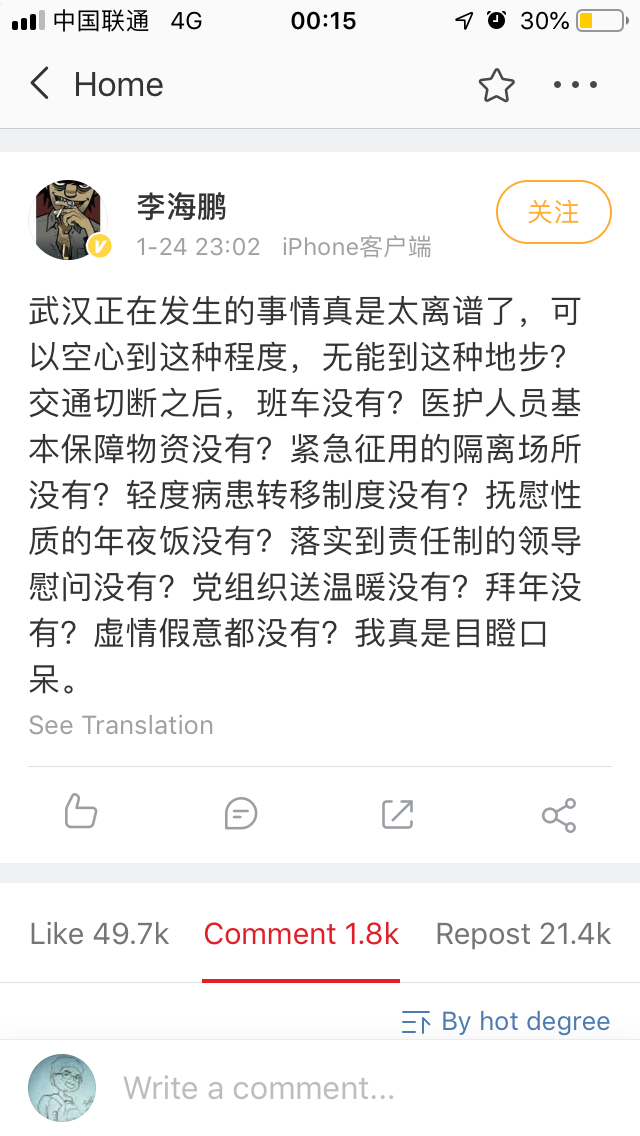 中国联通 4G 00:15 30%
Home
李海鹏
关注
1-24 23:02 iPhone客户端
武汉正在发生的事情真是太离谱了，可
以空心到这种程度，无能到这种地步？
交通切断之后，班车没有？医护人员基
本保障物资没有？紧急征用的隔离场所
没有？轻度病患转移制度没有？抚慰性
质的年夜饭没有？落实到责任制的领导
慰问没有？党组织送温暖没有？拜年没
有？虚情假意都没有？我真是目瞪口
呆。
See Translation
Like 49.7k Comment 1.8k Repost 21.4k
By hot degree
Write a comment...